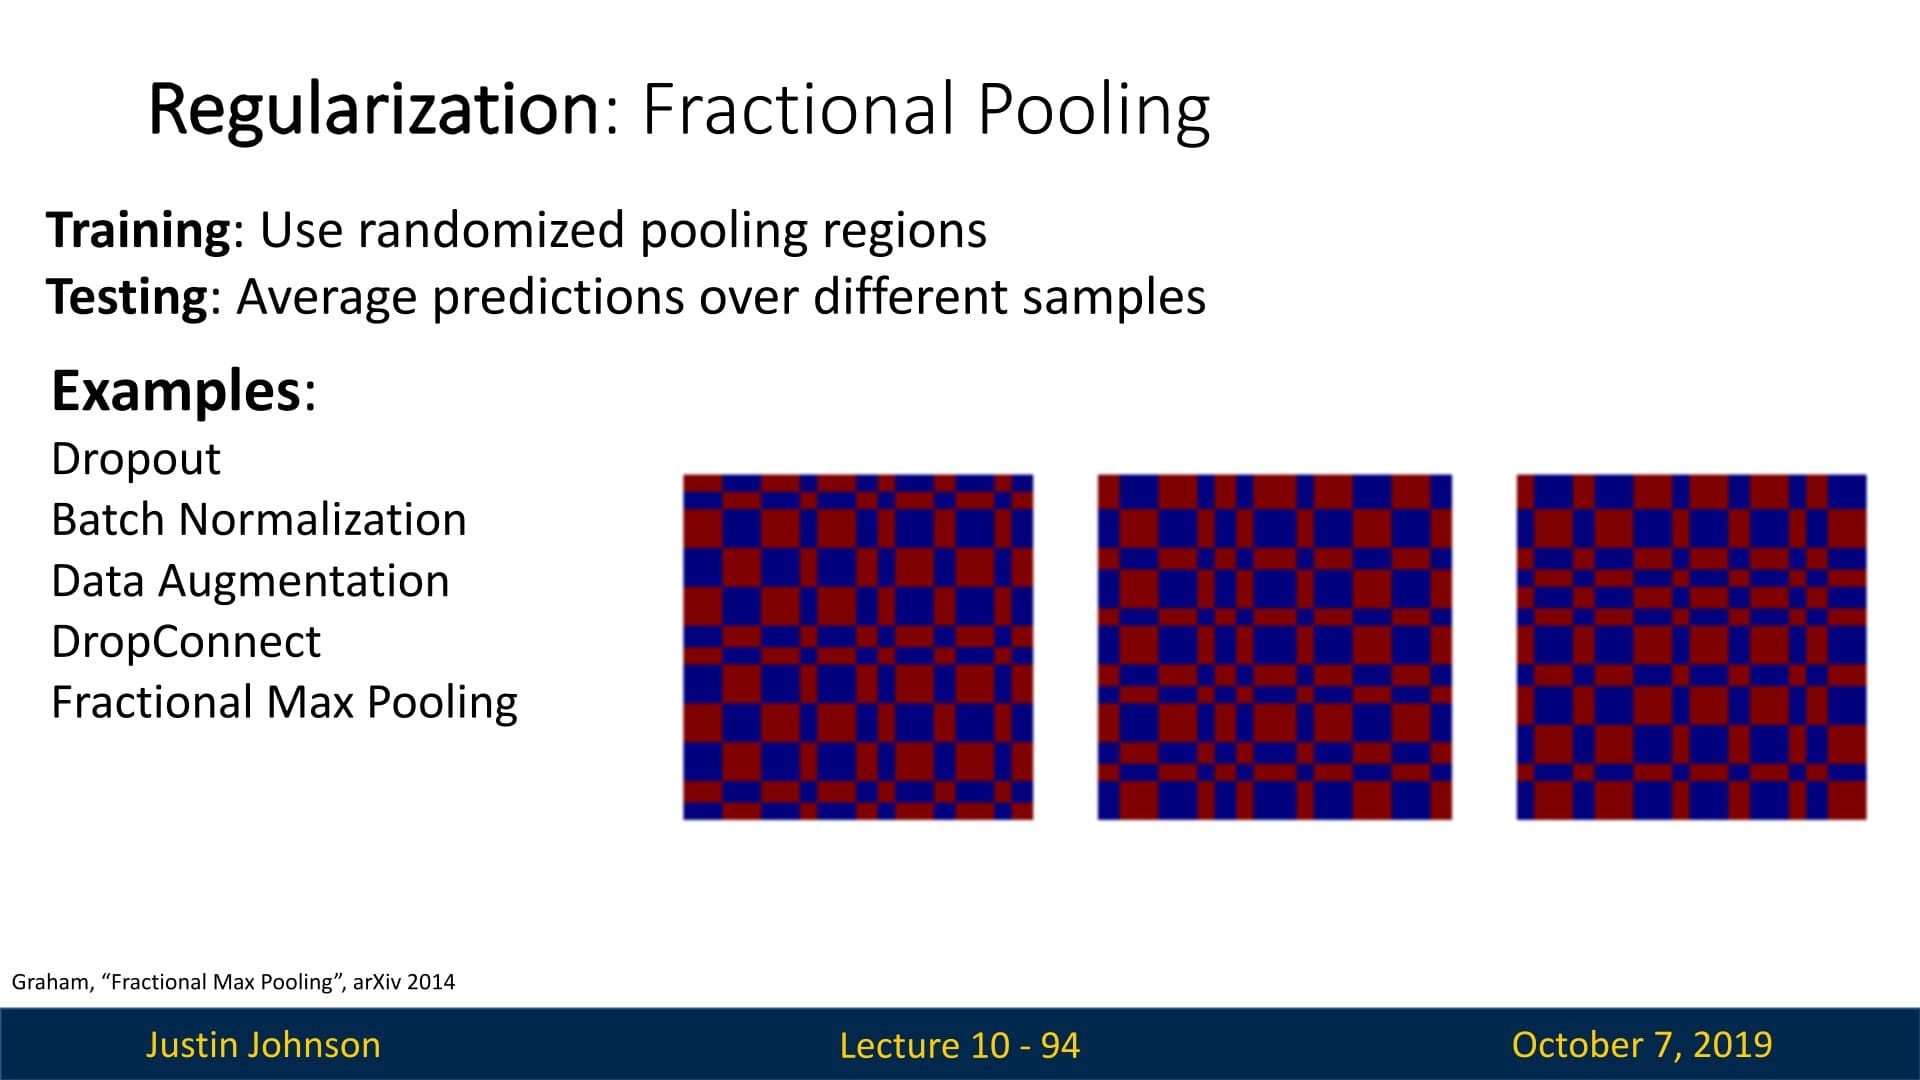 Regularization: Fractional Pooling
Training: Use randomized pooling regions
Testing: Average predictions over different samples
Examples:
Dropout
Batch Normalization
Data Augmentation
DropConnect
Fractional Max Pooling
Graham, “Fractional Max Pooling”, arXiv 2014
Justin Johnson
Lecture 10 - 94
October 7, 2019